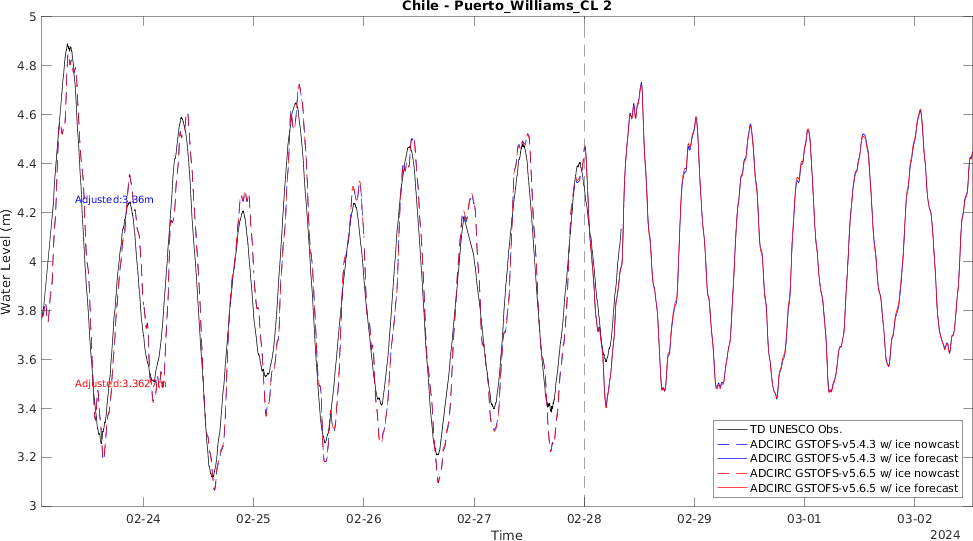 Chile - Puerto_Williams_CL 2
5
4.8
4.6
4.4
4.2
4
3.8
3.6
3.4
3.2
3
Water Level (m)
Adjusted:3.36m
Adjusted:3.3627m
TD UNESCO Obs.
ADCIRC GSTOFS-v5.4.3 w/ ice nowcast
ADCIRC GSTOFS-v5.4.3 w/ ice forecast
ADCIRC GSTOFS-v5.6.5 w/ ice nowcast
ADCIRC GSTOFS-v5.6.5 w/ ice forecast
02-24 02-25 02-26 02-27 02-28 02-29 03-01 03-02
Time
2024